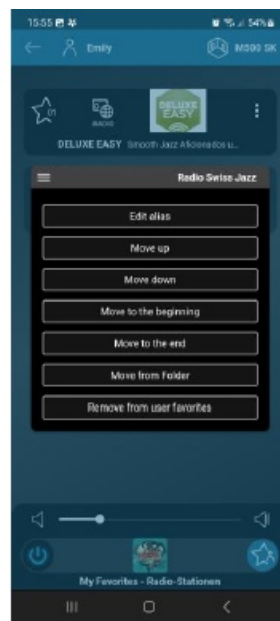 15:55
54%
Emily
M500 SK
01
DELUXE
EASY
RADIO
DELUXE EASY Smooth Jazz Aficionados u...
Radio Swiss Jazz
Edit alias
Move up
Move down
Move to the beginning
Move to the end
Move from Folder
Remove from user favorites
My Favorites - Radio-Stationen